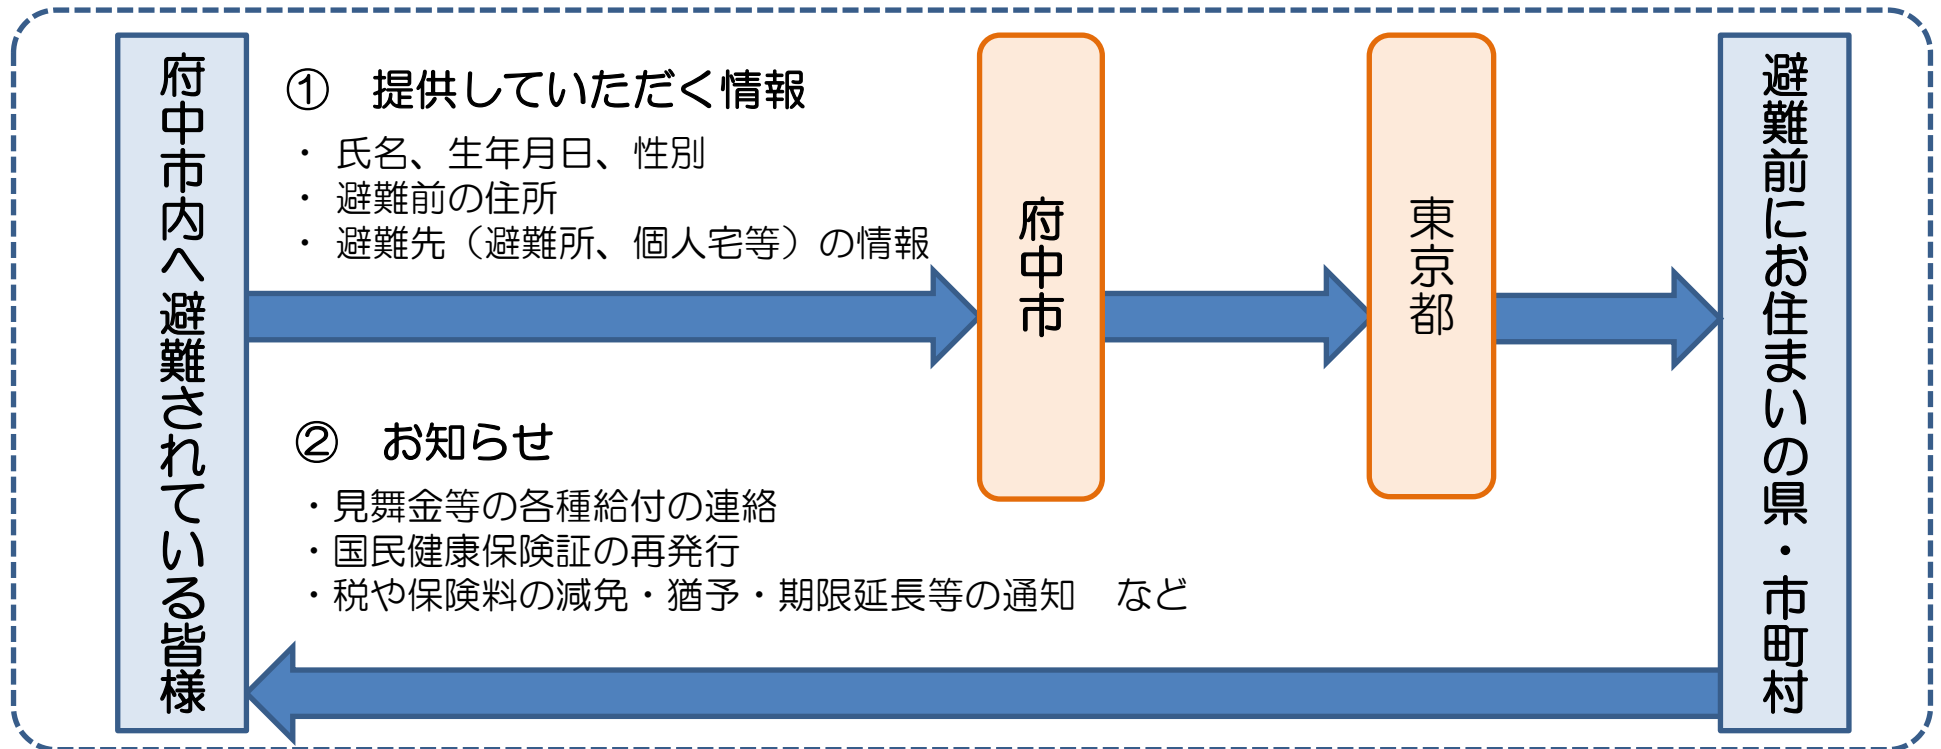 府中市内へ避難されている皆様
① 提供していただく情報
・ 氏名、生年月日、性別
・ 避難前の住所
・ 避難先（避難所、個人宅等）の情報
府中市
東京都
避難前にお住まいの県・市町村
② お知らせ
・見舞金等の各種給付の連絡
・国民健康保険証の再発行
・税や保険料の減免・猶予・期限延長等の通知　など